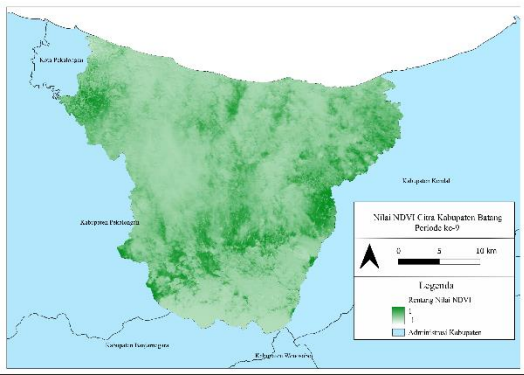 Kota Pekalongan
Kabupaten Kendal
Kabupaten Pekalongan
Kabupaten Banjarnegara
Kabupaten Wonosobo
Nilai NDVI Citra Kabupaten Batang
Periode ke-9
0 5 10 km
Legenda
Rentang Nilai NDVI
1
-1
Administrasi Kabupaten